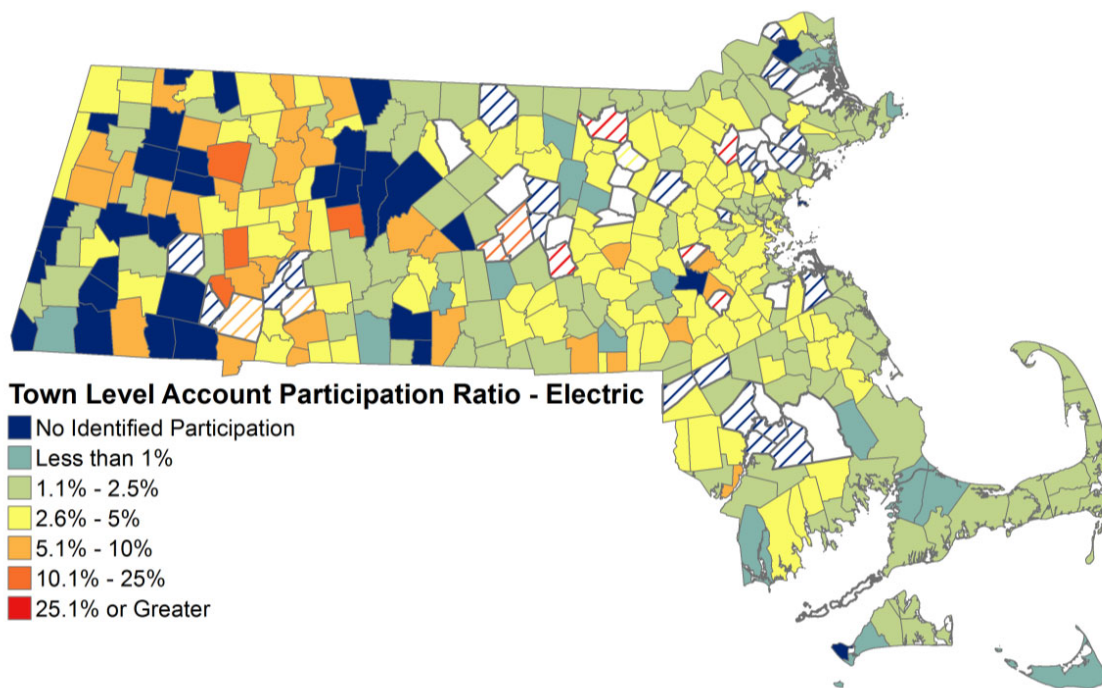 Town Level Account Participation Ratio - Electric
No Identified Participation
Less than 1%
1.1% - 2.5%
2.6% - 5%
5.1% - 10%
10.1% - 25%
25.1% or Greater